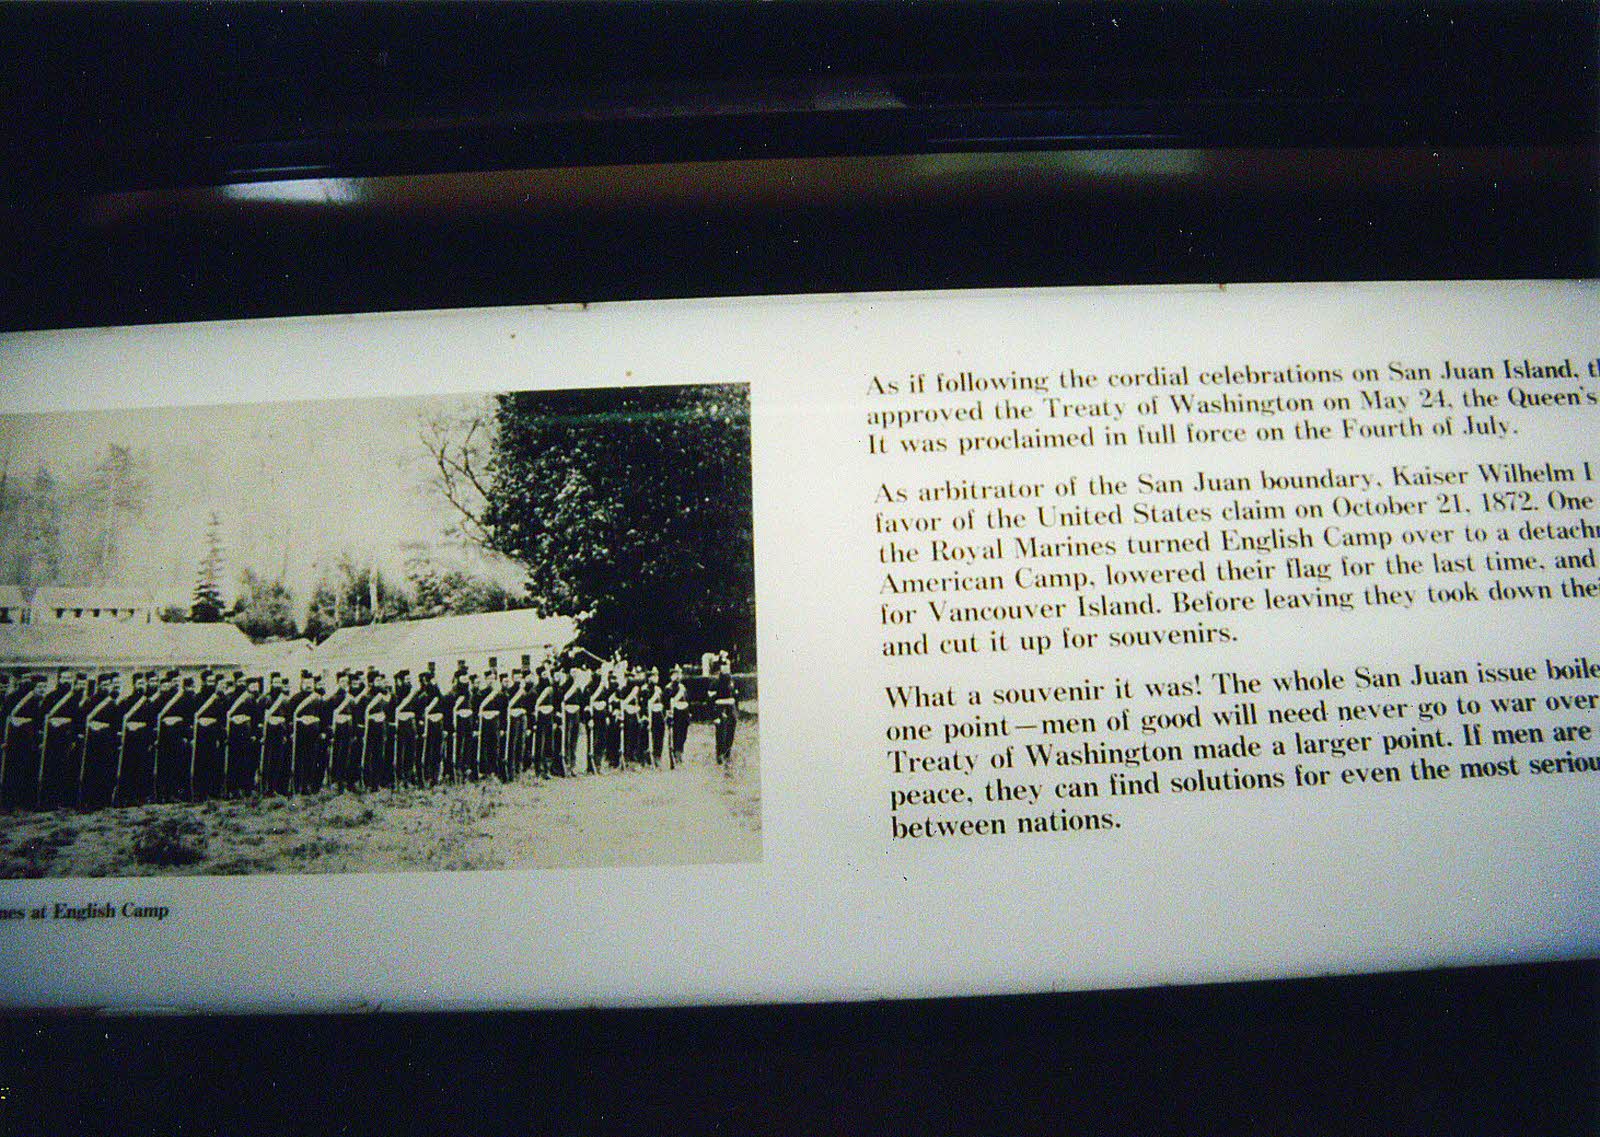 As if following the cordial celebrations on San Juan Island, th
approved the Treaty of Washington on May 24, the Queen's
It was proclaimed in full force on the Fourth of July.
As arbitrator of the San Juan boundary, Kaiser Wilhelm I
favor of the United States claim on October 21, 1872. One
the Royal Marines turned English Camp over to a detachm
American Camp, lowered their flag for the last time, and
for Vancouver Island. Before leaving they took down thei
and cut it up for souvenirs.
What a souvenir it was! The whole San Juan issue boile
one point—men of good will need never go to war over
Treaty of Washington made a larger point. If men are
peace, they can find solutions for even the most seriou
between nations.
nes at English Camp